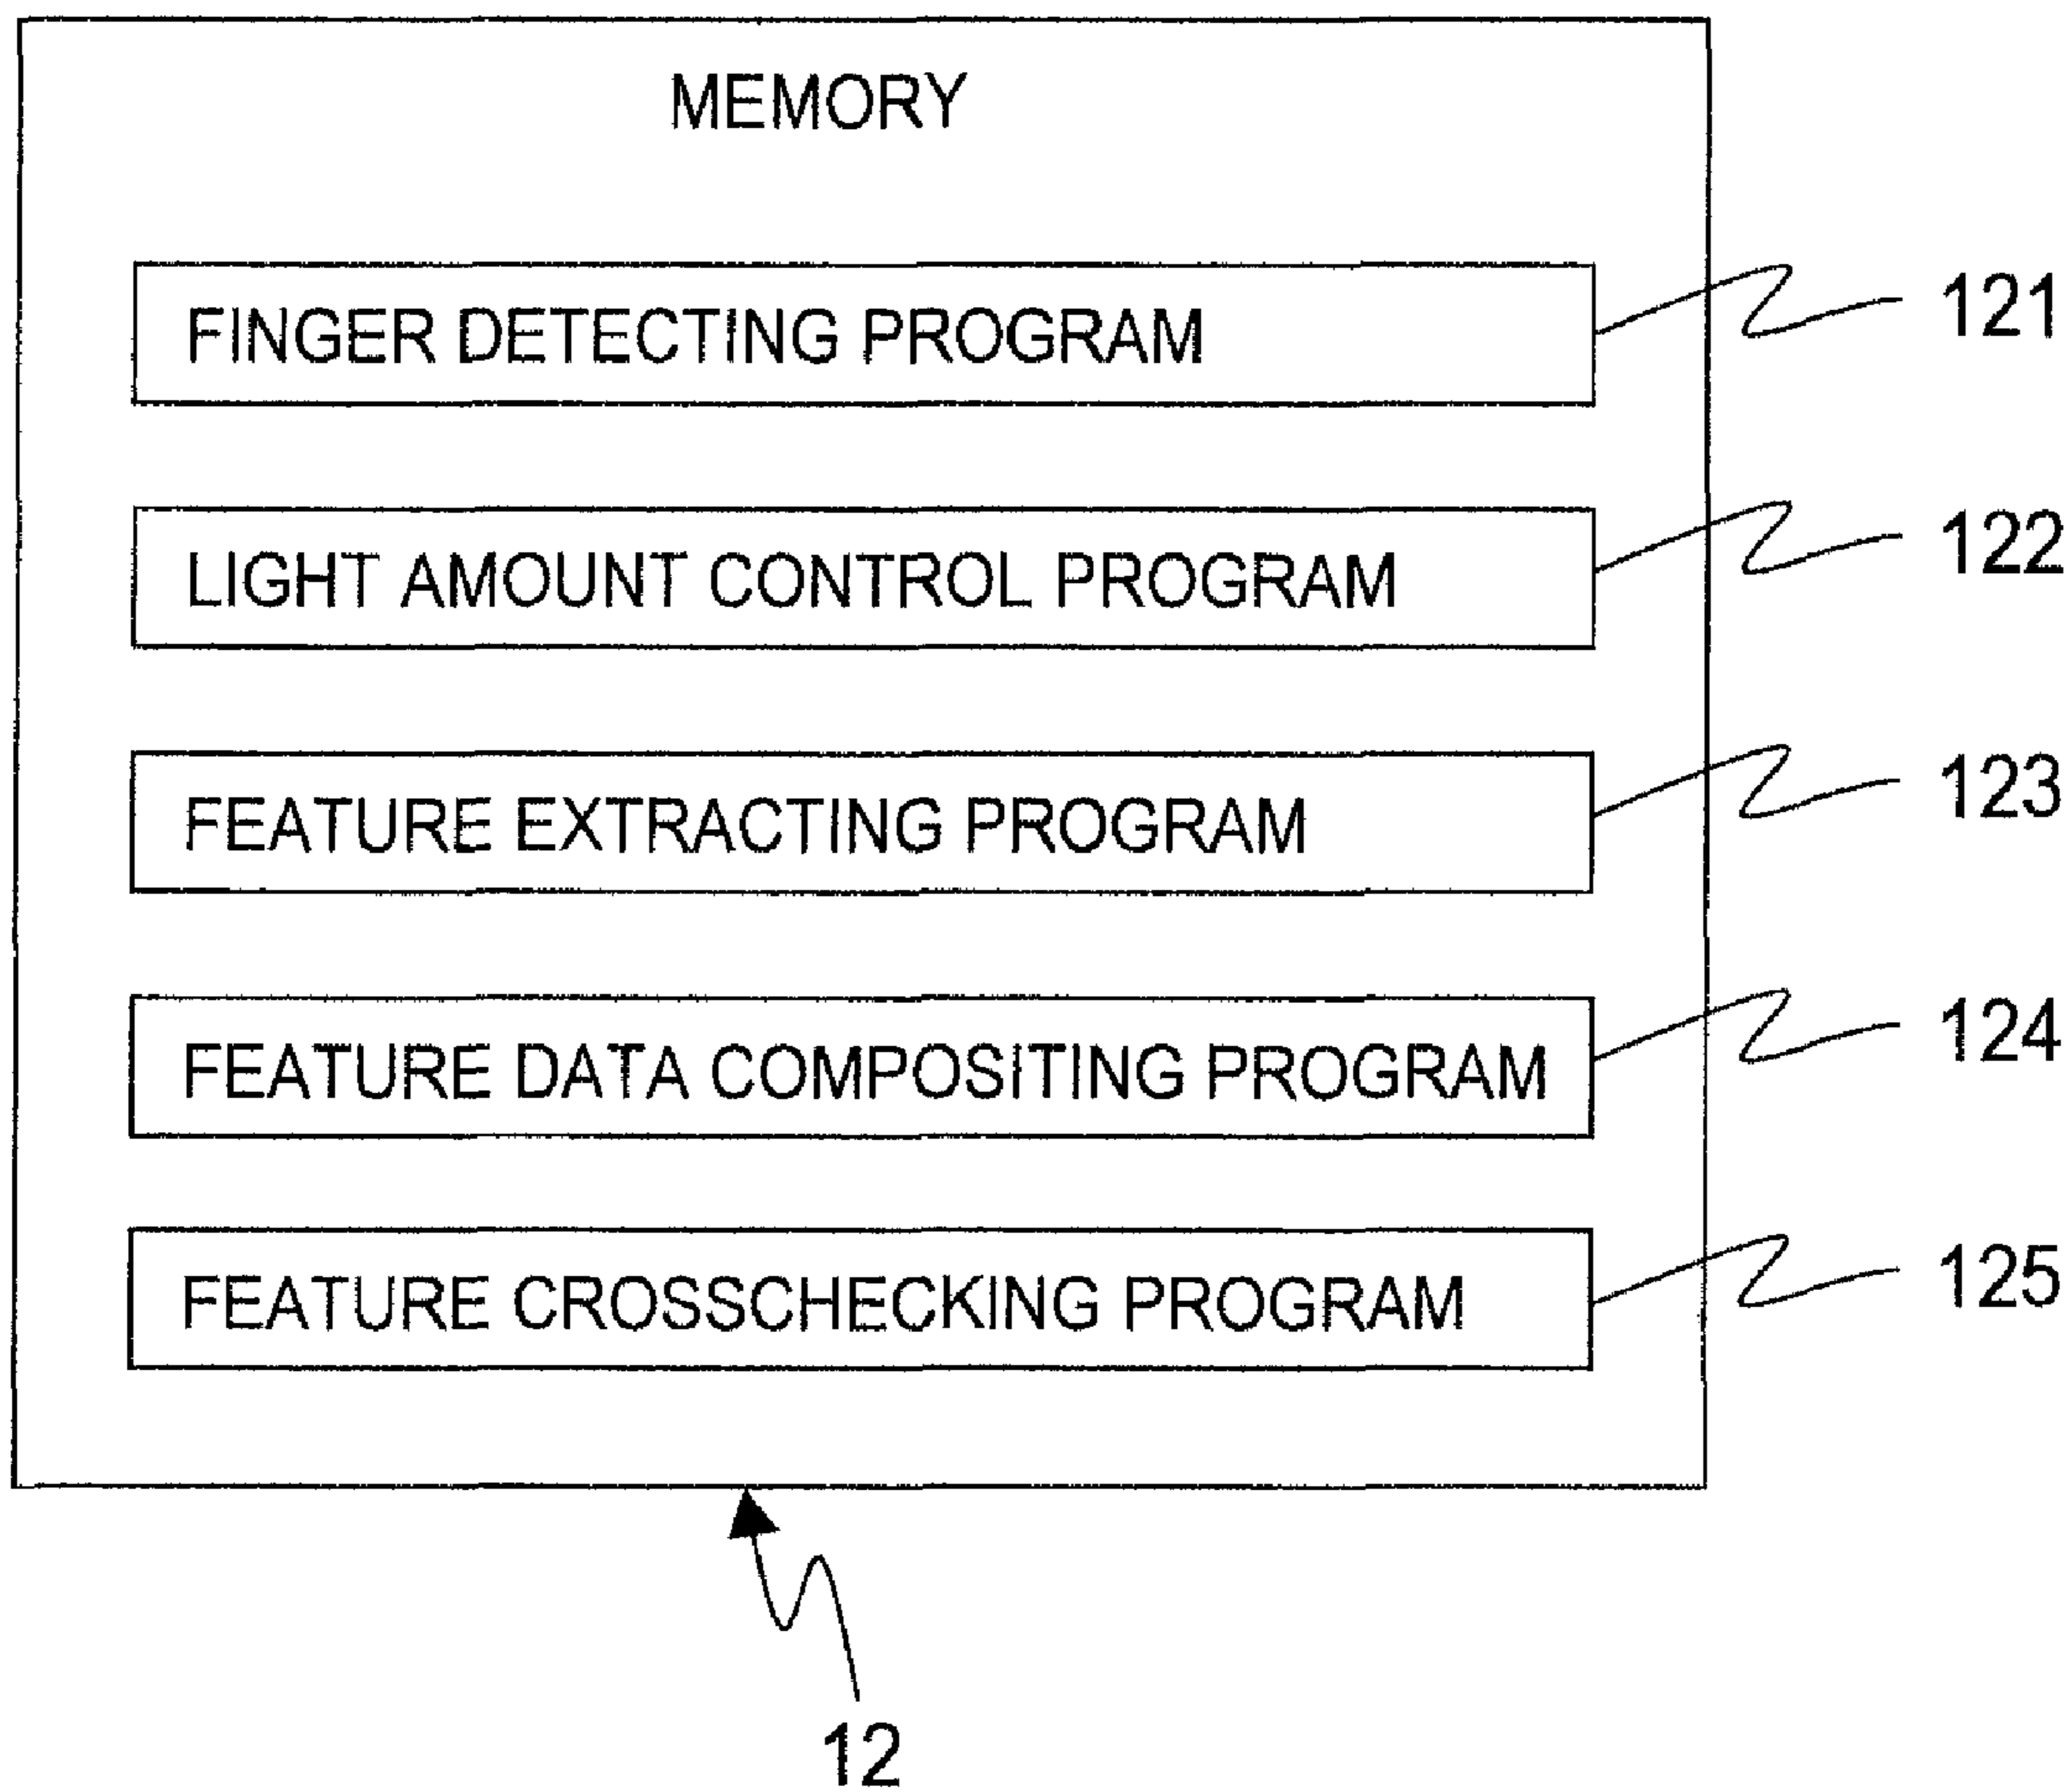 MEMORY
FINGER DETECTING PROGRAM
121
LIGHT AMOUNT CONTROL PROGRAM
122
FEATURE EXTRACTING PROGRAM
123
FEATURE DATA COMPOSITING PROGRAM
124
FEATURE CROSSCHECKING PROGRAM
125
12